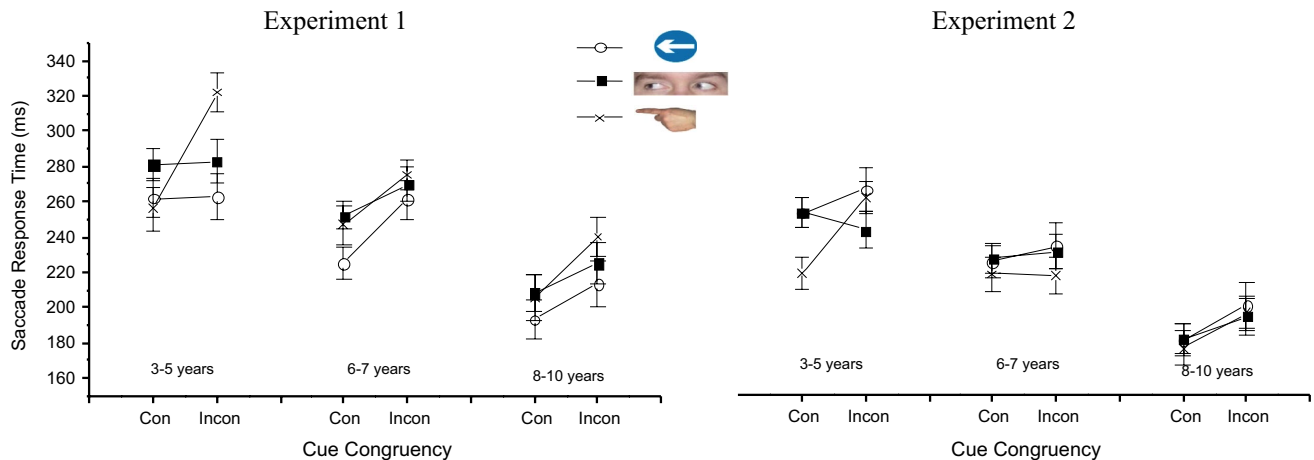 Experiment 1
Experiment 2
Saccade Response Time (ms)
340
320
300
280
260
240
220
200
180
160
3-5 years
6-7 years
8-10 years
3-5 years
6-7 years
8-10 years
Con Incon Con Incon Con Incon
Con Incon Con Incon Con Incon
Cue Congruency
Cue Congruency